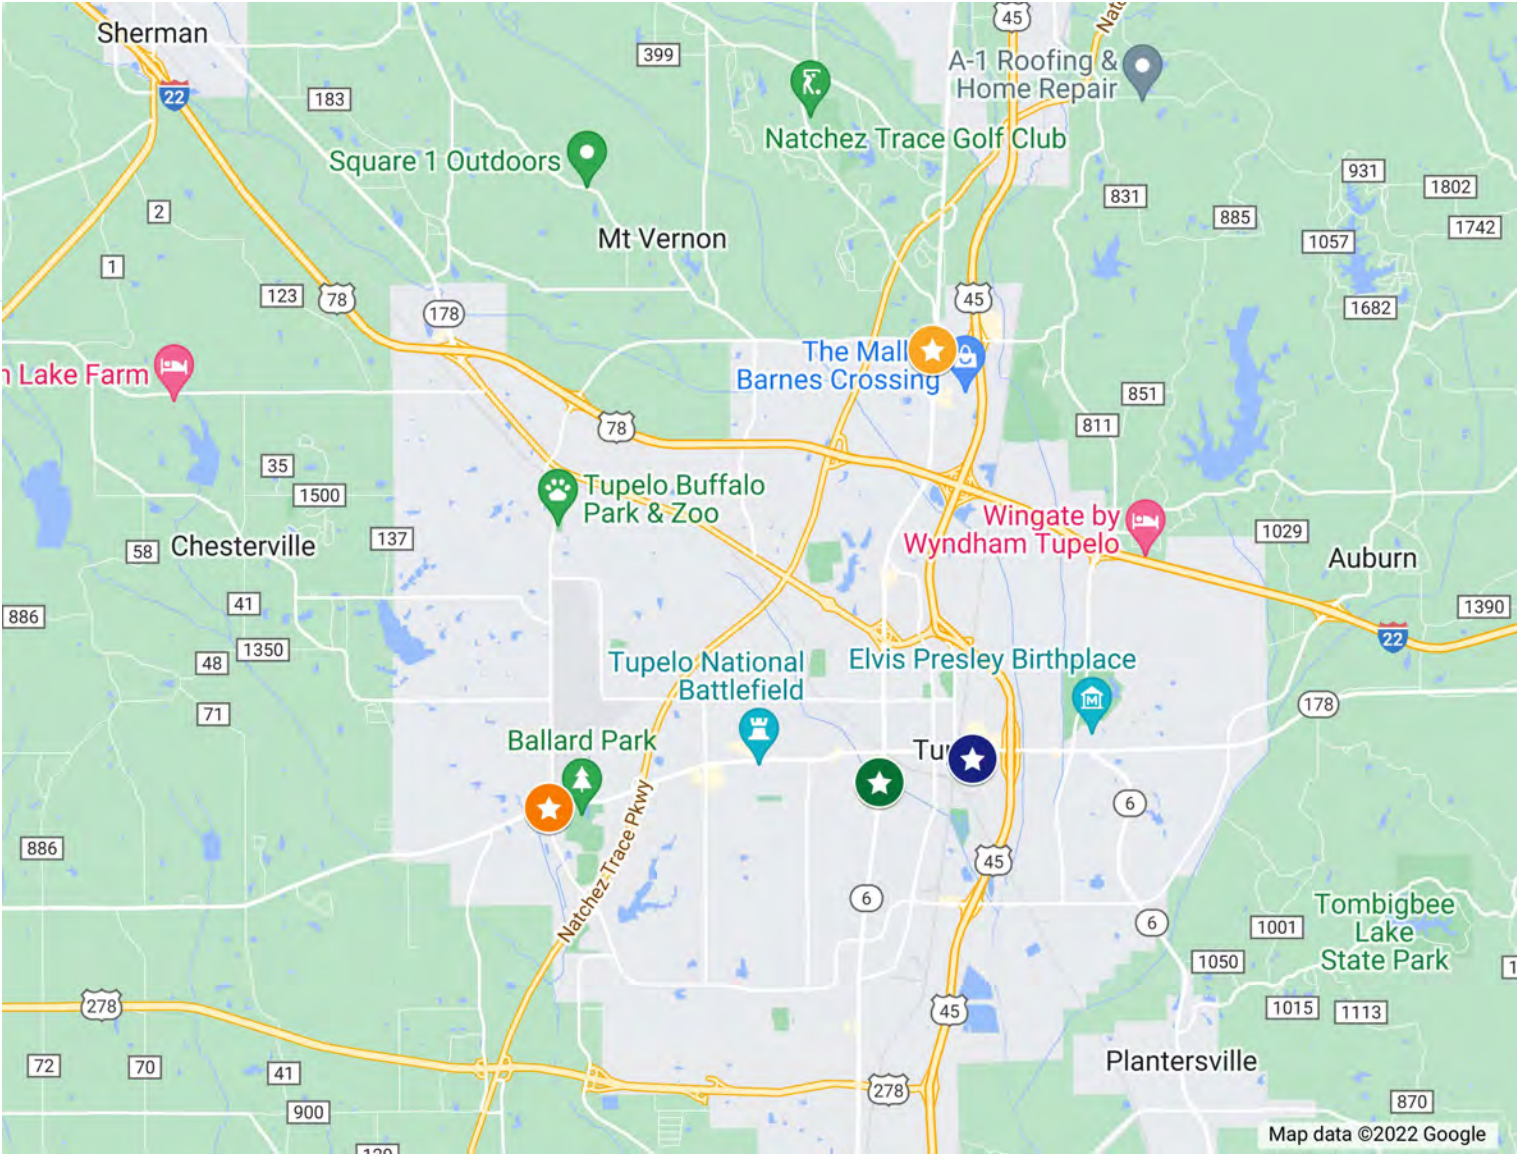 Sherman
45
Natc
399
A-1 Roofing &
Home Repair
22
183
Natchez Trace Golf Club
Square 1 Outdoors
931
1802
831
885
2
1742
Mt Vernon
1057
1
123
78
45
178
1682
The Mall
Barnes Crossing
n Lake Farm
851
811
78
35
1500
Tupelo Buffalo
Park & Zoo
Wingate by
Wyndham Tupelo
1029
137
Chesterville
58
Auburn
41
886
1390
22
1350
48
Tupelo National
Battlefield
Elvis Presley Birthplace
71
178
Ballard Park
Tu
6
Natchez Trace Pkwy
886
45
6
Tombigbee
Lake
State Park
6
1001
1050
1
278
45
1015
1113
Plantersville
72
70
41
278
900
870
Map data ©2022 Google